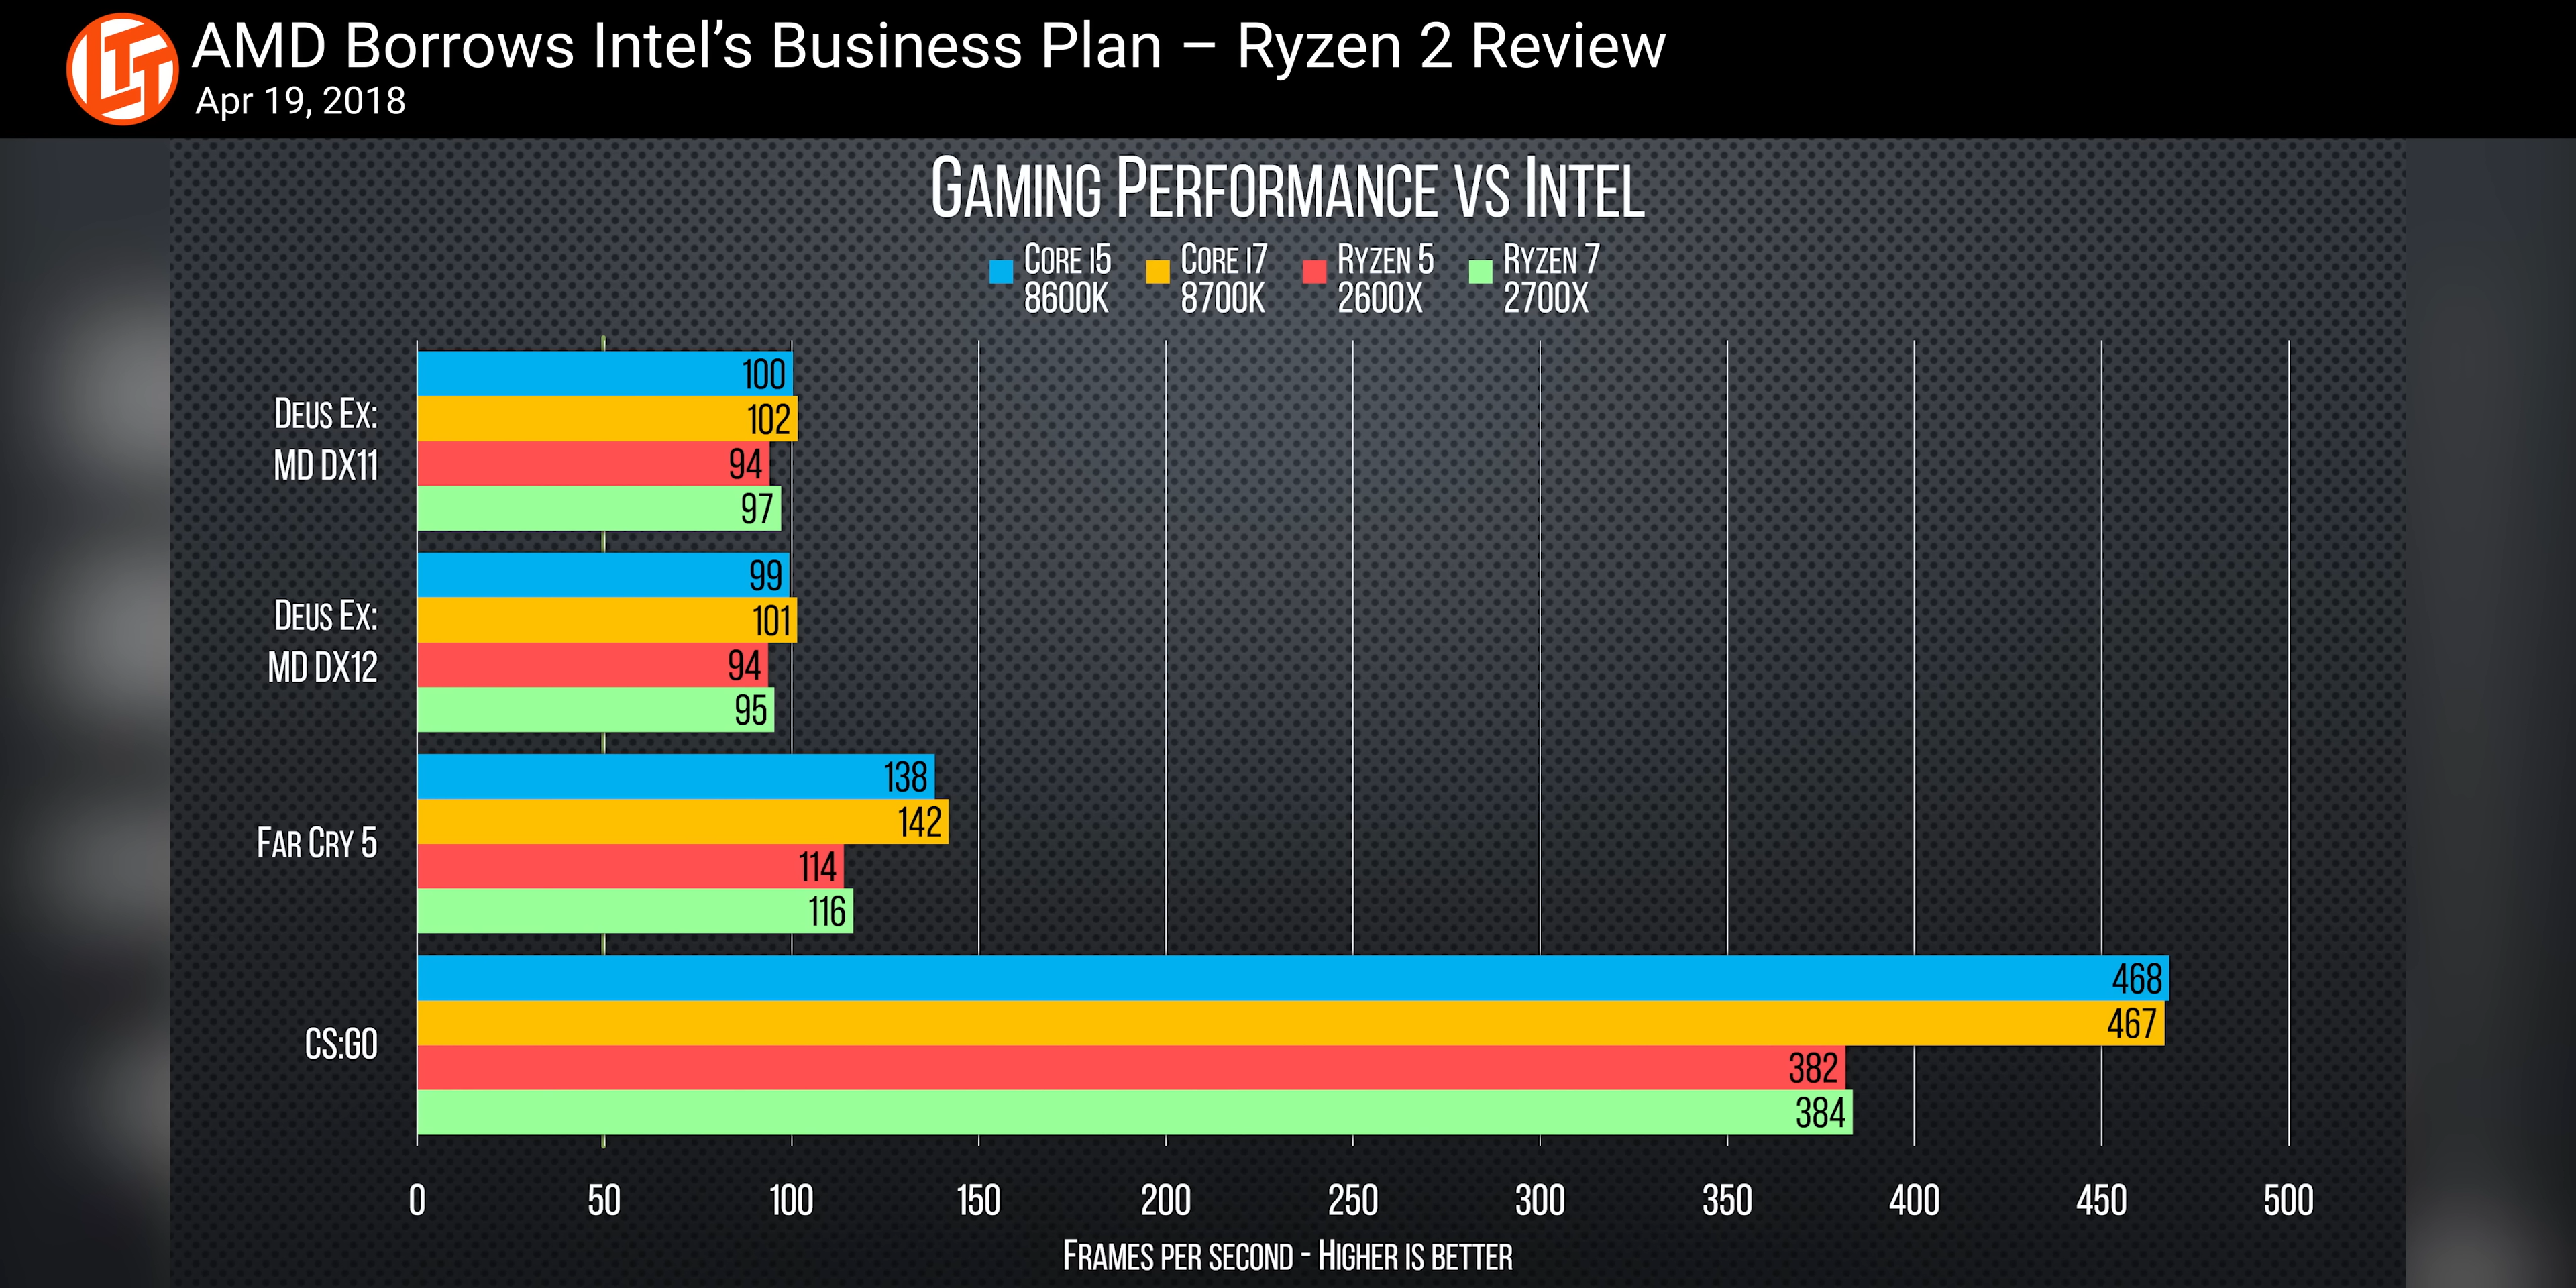 LTT
AMD Borrows Intel’s Business Plan – Ryzen 2 Review
Apr 19, 2018
GAMING PERFORMANCE VS INTEL
CORE I5
8600K
CORE I7
8700K
RYZEN 5
2600X
RYZEN 7
2700X
DEUS EX:
MD DX11
100
102
94
97
DEUS EX:
MD DX12
99
101
94
95
FAR CRY 5
138
142
114
116
CS:GO
468
467
382
384
0 50 100 150 200 250 300 350 400 450 500
FRAMES PER SECOND - HIGHER IS BETTER